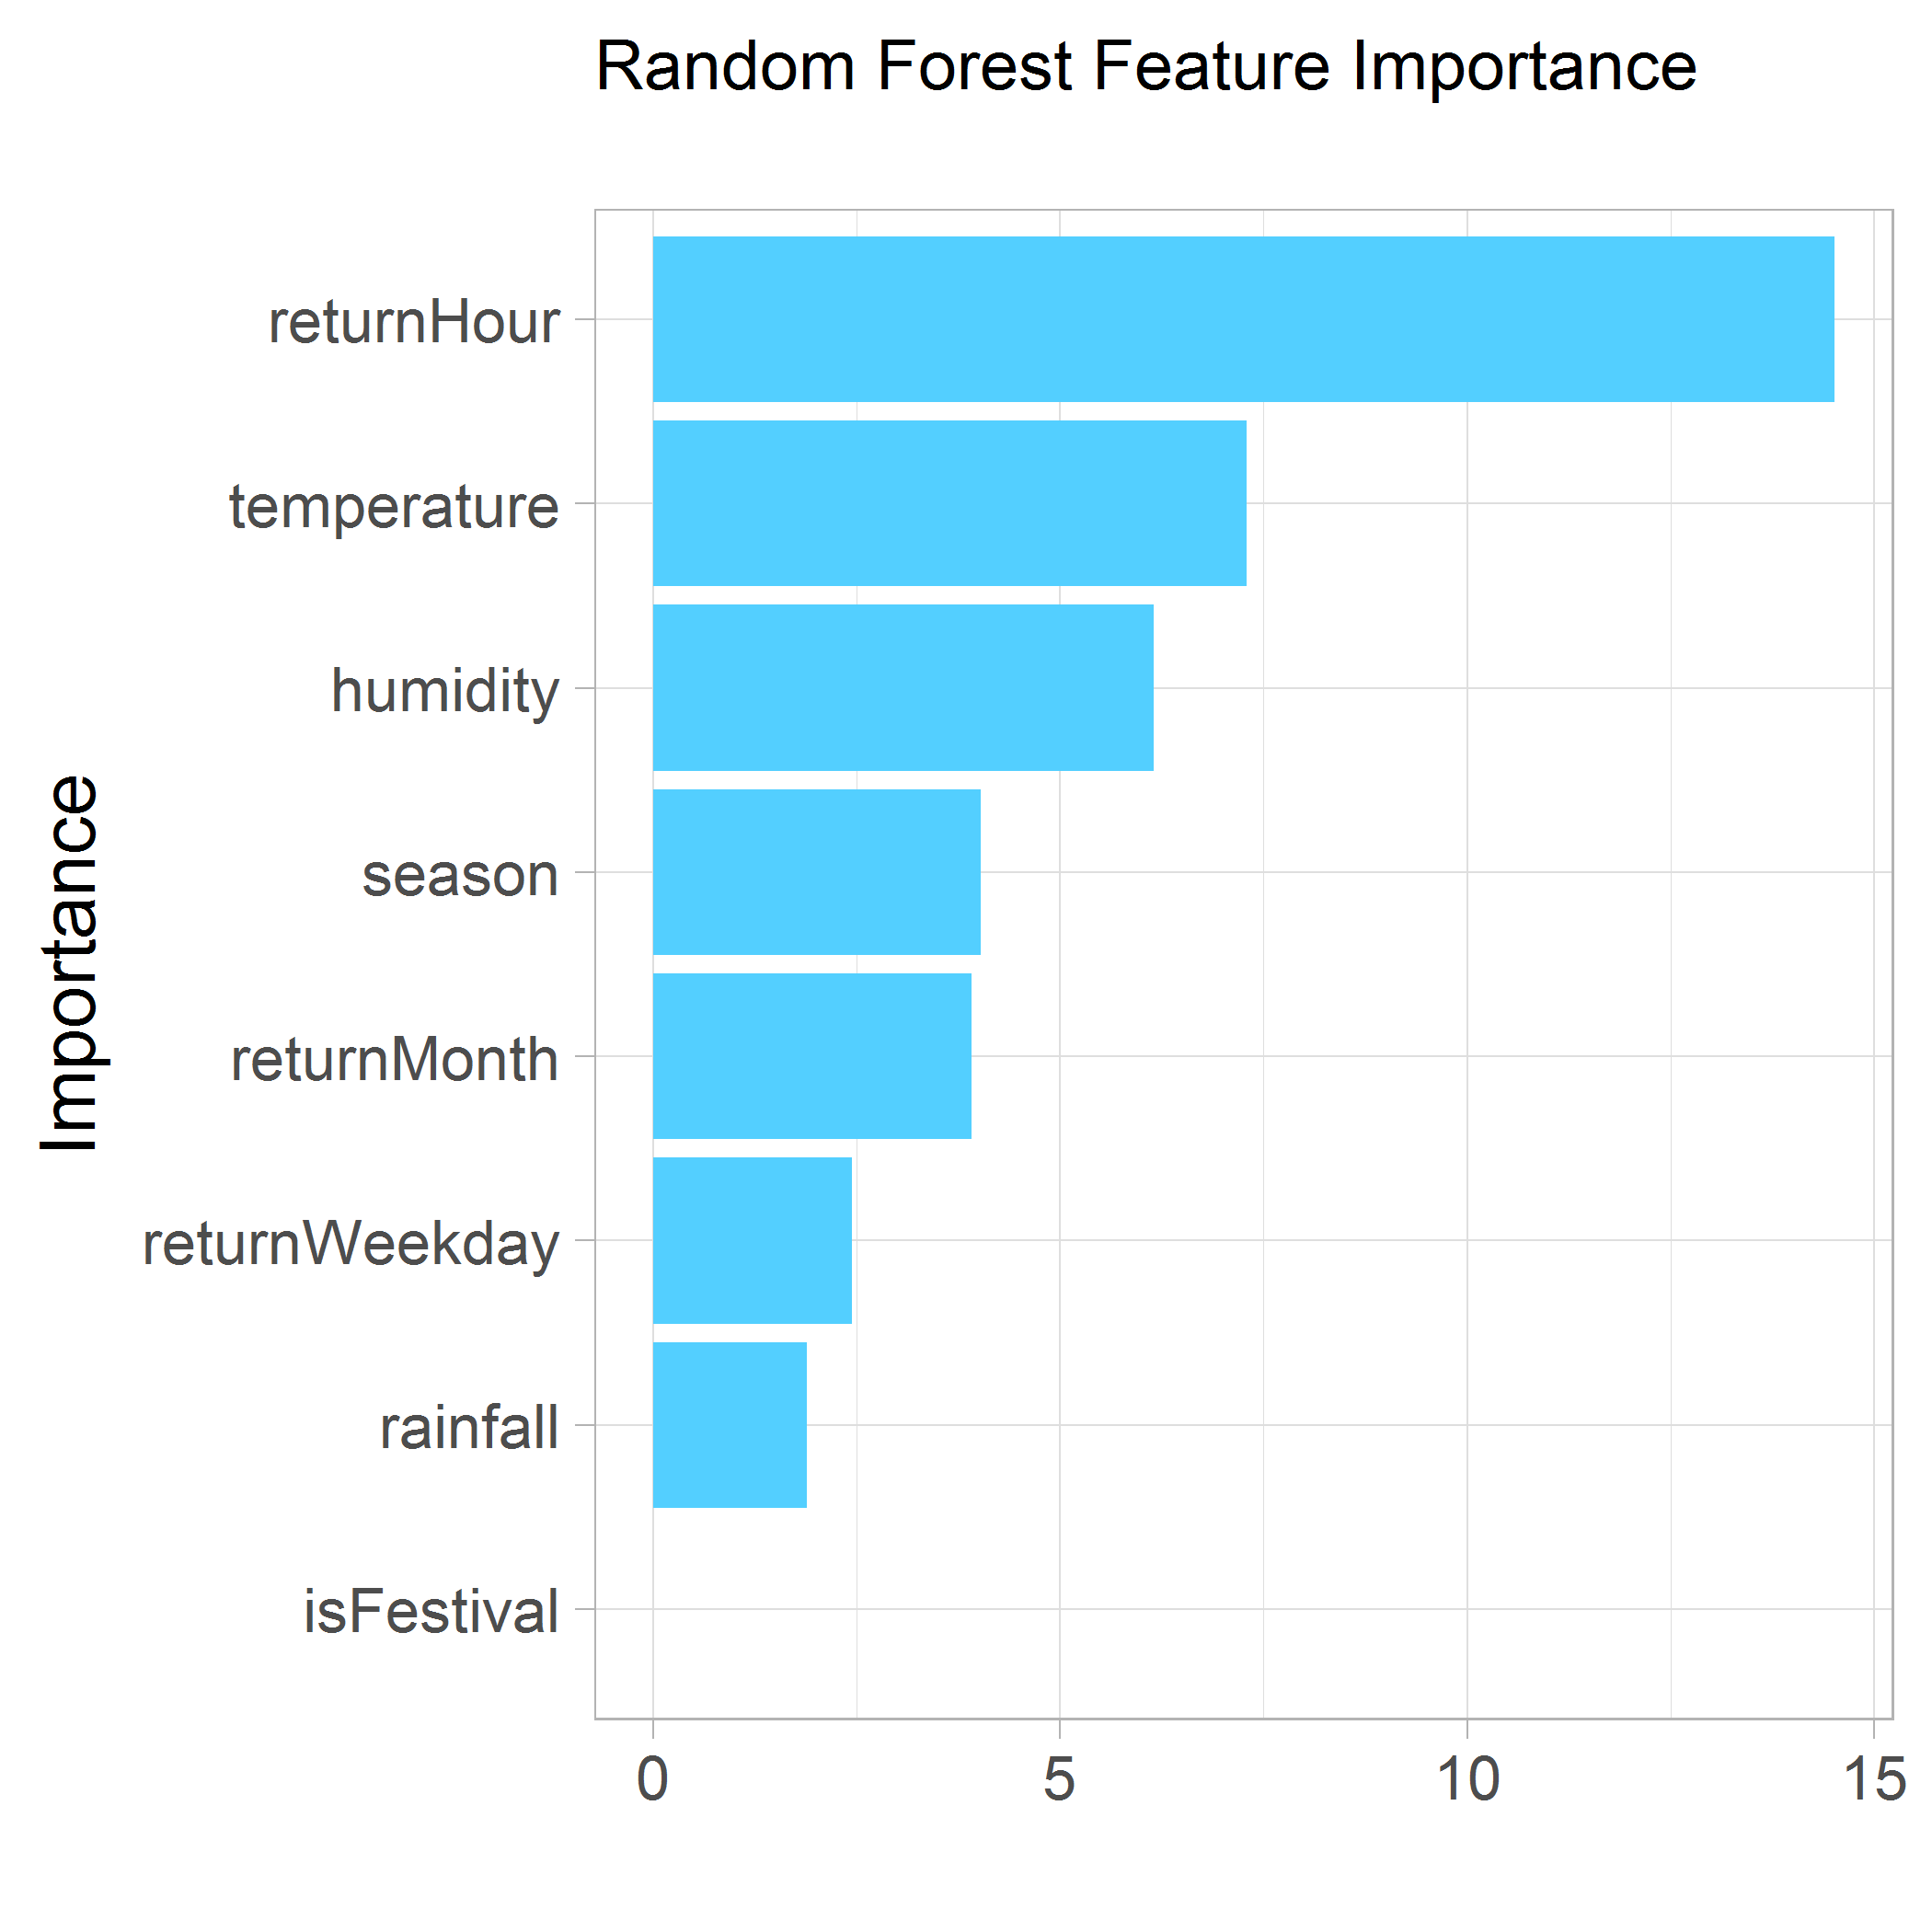 Random Forest Feature Importance
Importance
returnHour
temperature
humidity
season
returnMonth
returnWeekday
rainfall
isFestival
0 5 10 15